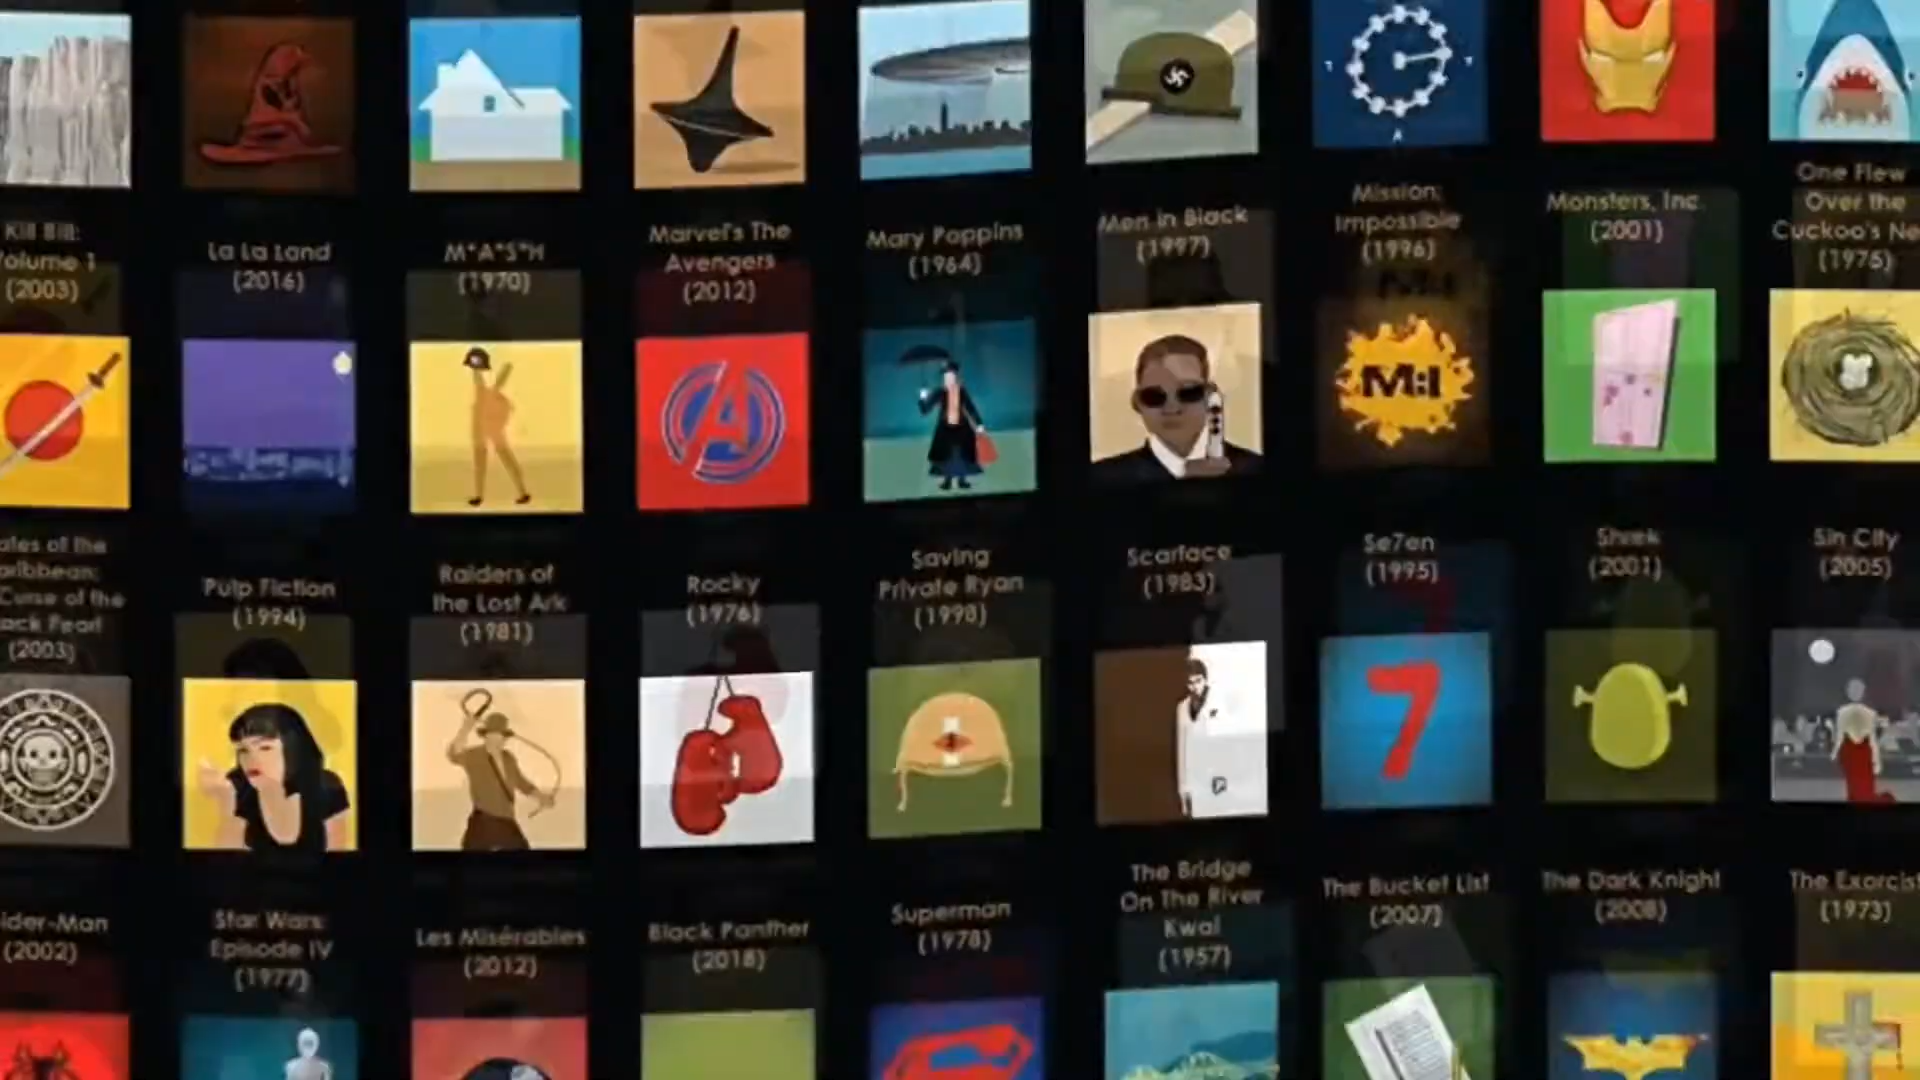 Kill Bill:
Volume 1
(2003)
La La Land
(2016)
M*A*S*H
(1970)
Marvel's The
Avengers
(2012)
Mary Poppins
(1964)
Men in Black
(1997)
Mission:
Impossible
(1996)
Monsters, Inc.
(2001)
One Flew
Over the
Cuckoo's Ne
(1975)
A
M:I
ates of the
aribbean:
Curse of the
ack Pearl
(2003)
Pulp Fiction
(1994)
Raiders of
the Lost Ark
(1981)
Rocky
(1976)
Saving
Private Ryan
(1998)
Scarface
(1983)
Se7en
(1995)
Shrek
(2001)
Sin City
(2005)
7
ider-Man
(2002)
Star Wars:
Episode IV
(1977)
Les Misérables
(2012)
Black Panther
(2018)
Superman
(1978)
The Bridge
On The River
Kwai
(1957)
The Bucket List
(2007)
The Dark Knight
(2008)
The Exorcist
(1973)